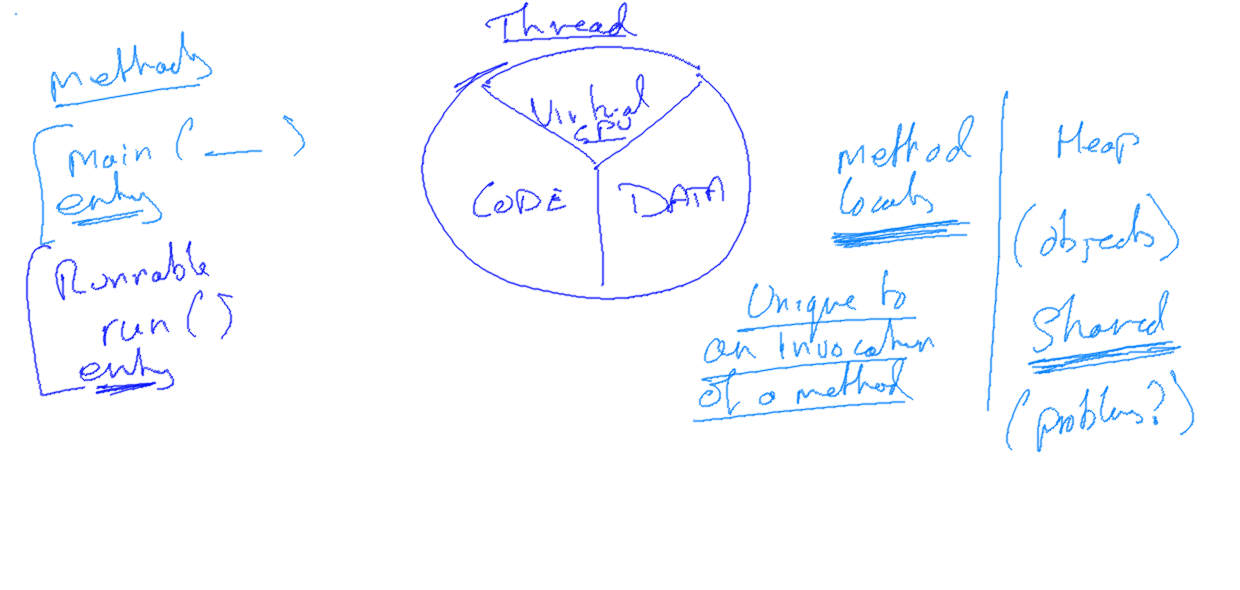 Thread
Methods
Main ( __ )
entry
Runnable
run ( )
entry
Virtual
CPU
CODE
DATA
Method
locals
Unique to
an invocation
of a method
Heap
(objects)
Shared
(problems?)